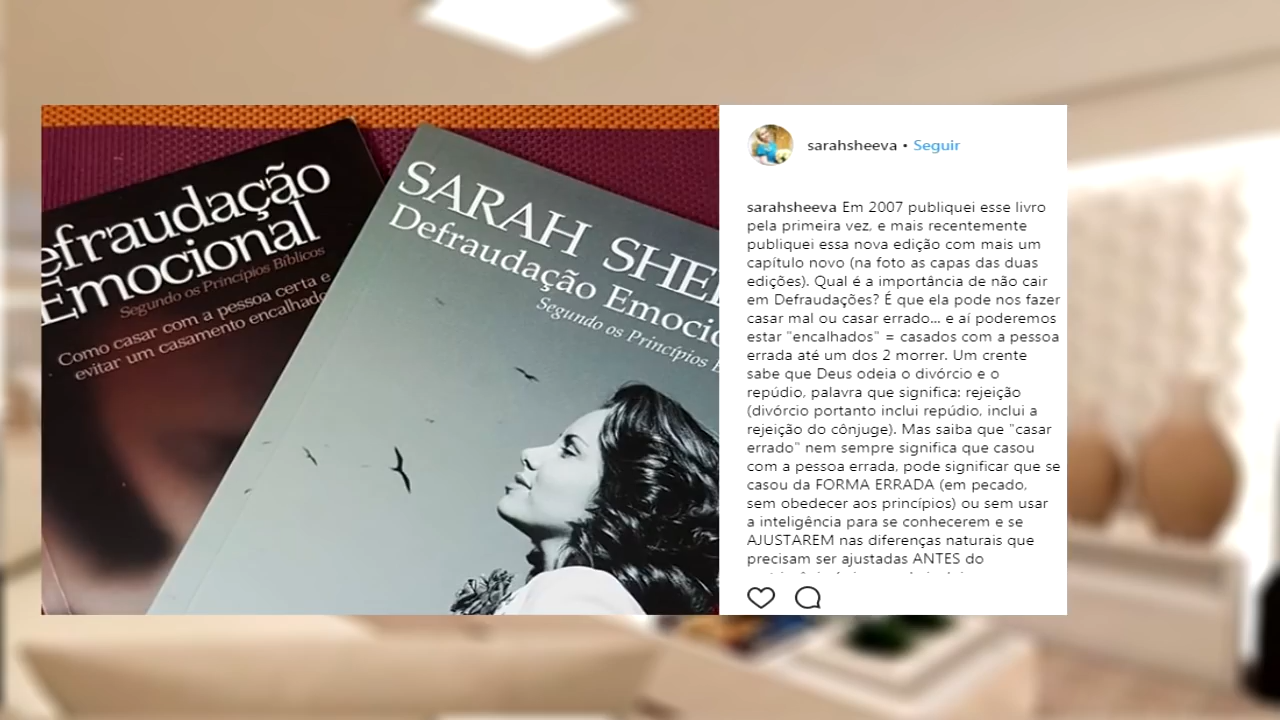 efraudação
Emocional
Segundo os Princípios Bíblicos
Como casar com a pessoa certa e
evitar um casamento encalhado
SARAH SHE
Defraudação Emocio
Segundo os Princípios B
sarahsheeva • Seguir
sarahsheeva Em 2007 publiquei esse livro
pela primeira vez, e mais recentemente
publiquei essa nova edição com mais um
capítulo novo (na foto as capas das duas
edições). Qual é a importância de não cair
em Defraudações? É que ela pode nos fazer
casar mal ou casar errado... e aí poderemos
estar "encalhados" = casados com a pessoa
errada até um dos 2 morrer. Um crente
sabe que Deus odeia o divórcio e o
repúdio, palavra que significa: rejeição
(divórcio portanto inclui repúdio, inclui a
rejeição do cônjuge). Mas saiba que "casar
errado" nem sempre significa que casou
com a pessoa errada, pode significar que se
casou da FORMA ERRADA (em pecado,
sem obedecer aos princípios) ou sem usar
a inteligência para se conhecerem e se
AJUSTAREM nas diferenças naturais que
precisam ser ajustadas ANTES do